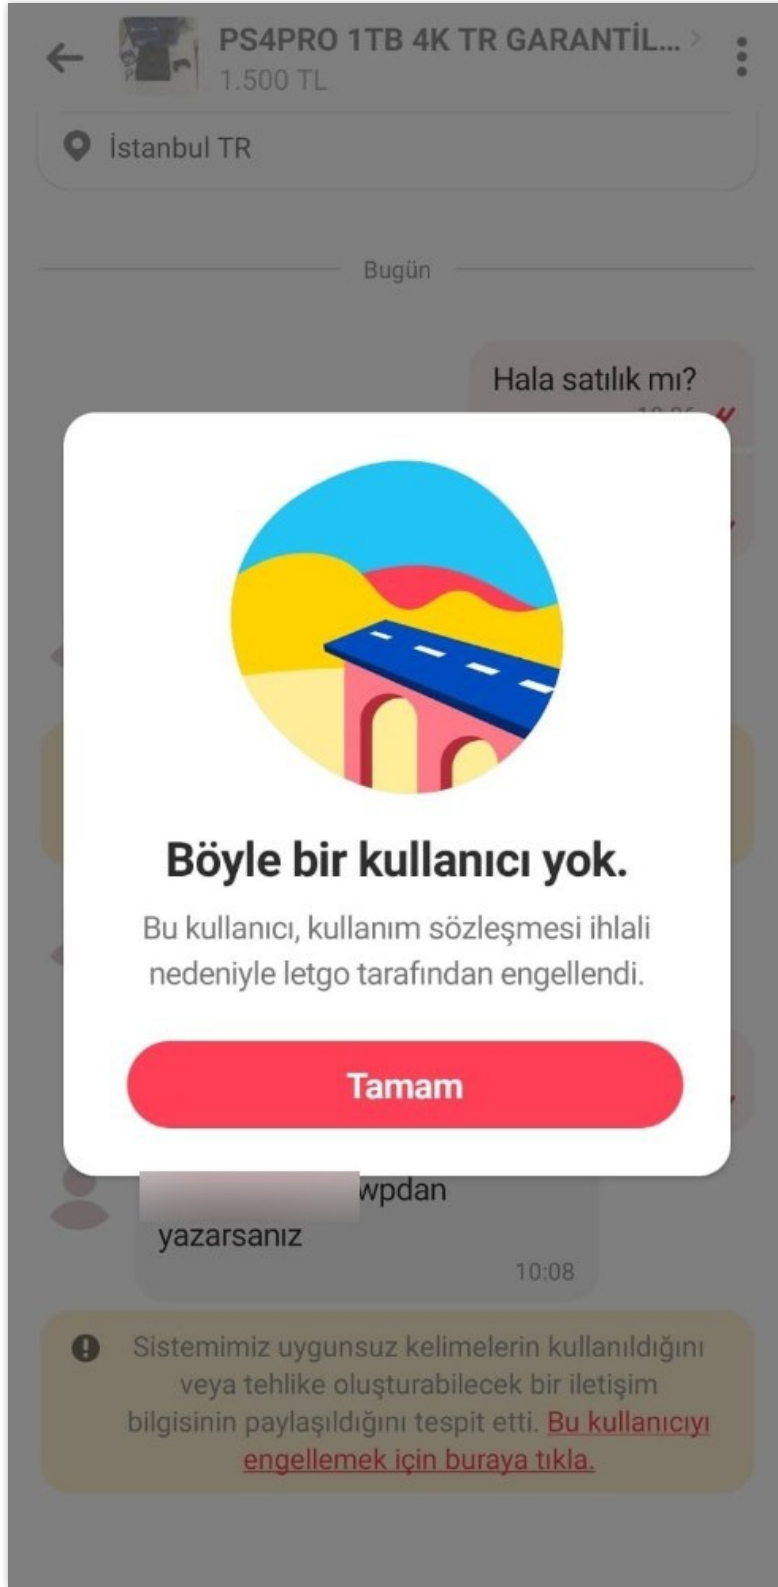 PS4PRO 1TB 4K TR GARANTİL...
1.500 TL
İstanbul TR
Bugün
Hala satılık mı?
Böyle bir kullanıcı yok.
Bu kullanıcı, kullanım sözleşmesi ihlali
nedeniyle letgo tarafından engellendi.
Tamam
wpdan
yazarsanız
10:08
Sistemimiz uygunsuz kelimelerin kullanıldığını
veya tehlike oluşturabilecek bir iletişim
bilgisinin paylaşıldığını tespit etti. Bu kullanıcıyı
engellemek için buraya tıkla.